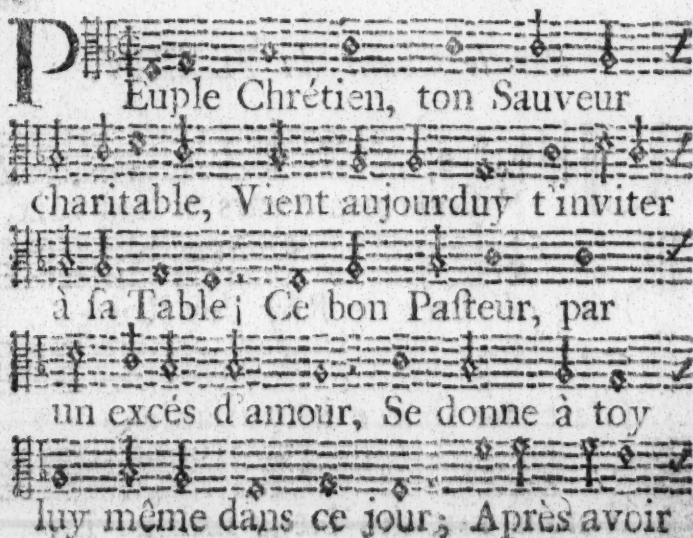 PEuple Chrétien, ton Sauveur
charitable, Vient aujourduy t'inviter
à sa Table; Ce bon Paſteur, par
un excés d'amour, Se donne à toy
luy même dans ce jour; Après avoir